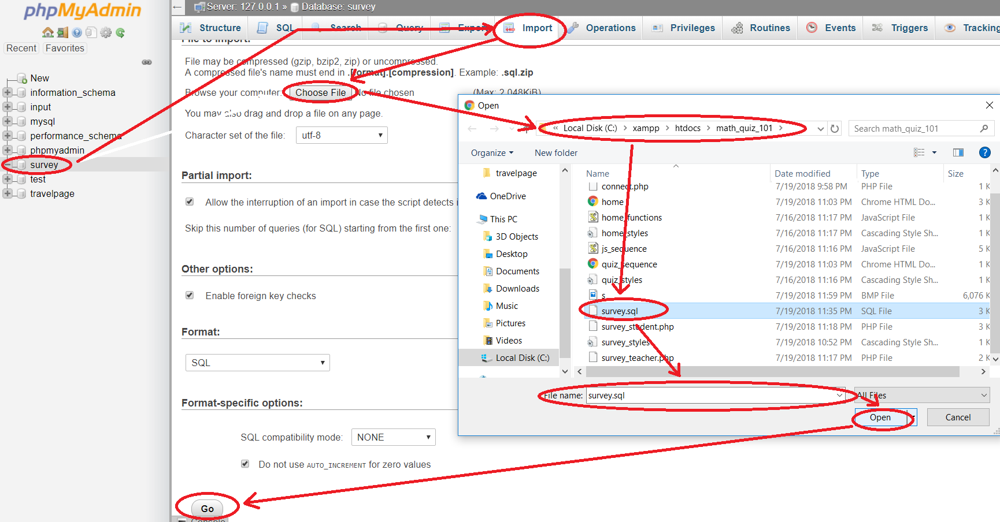 phpMyAdmin
Recent Favorites
New
information_schema
input
mysql
performance_schema
phpmyadmin
survey
test
travelpage
Server: 127.0.0.1 » Database: survey
Structure SQL Search Query Export Import Operations Privileges Routines Events Triggers Tracking
File to import:
File may be compressed (gzip, bzip2, zip) or uncompressed.
A compressed file's name must end in .[format].[compression]. Example: .sql.zip
Browse your computer: Choose File No file chosen (Max: 2,048KiB)
You may also drag and drop a file on any page.
Character set of the file: utf-8
Partial import:
Allow the interruption of an import in case the script detects i
Skip this number of queries (for SQL) starting from the first one:
Other options:
Enable foreign key checks
Format:
SQL
Format-specific options:
SQL compatibility mode: NONE
Do not use AUTO_INCREMENT for zero values
Go
Console
Open
« Local Disk (C:) › xampp › htdocs › math_quiz_101 ›
Search math_quiz_101
Organize New folder
travelpage
OneDrive
This PC
3D Objects
Desktop
Documents
Downloads
Music
Pictures
Videos
Local Disk (C:)
Name Date modified Type Size
connect.php 7/19/2018 9:58 PM PHP File 1 K
home 7/19/2018 11:03 PM Chrome HTML Do... 3 K
home_functions 7/16/2018 11:17 PM JavaScript File 1 K
home_styles 7/16/2018 11:17 PM Cascading Style Sh... 1 K
js_sequence 7/16/2018 11:16 PM JavaScript File 5 K
quiz_sequence 7/19/2018 11:03 PM Chrome HTML Do... 1 K
quiz_styles 7/16/2018 11:16 PM Cascading Style Sh... 1 K
s 7/19/2018 11:59 PM BMP File 6,076 K
survey.sql 7/19/2018 11:35 PM SQL File 3 K
survey_student.php 7/19/2018 11:18 PM PHP File 3 K
survey_styles 7/19/2018 10:52 PM Cascading Style Sh... 1 K
survey_teacher.php 7/19/2018 11:17 PM PHP File 2 K
File name: survey.sql All Files
Open Cancel